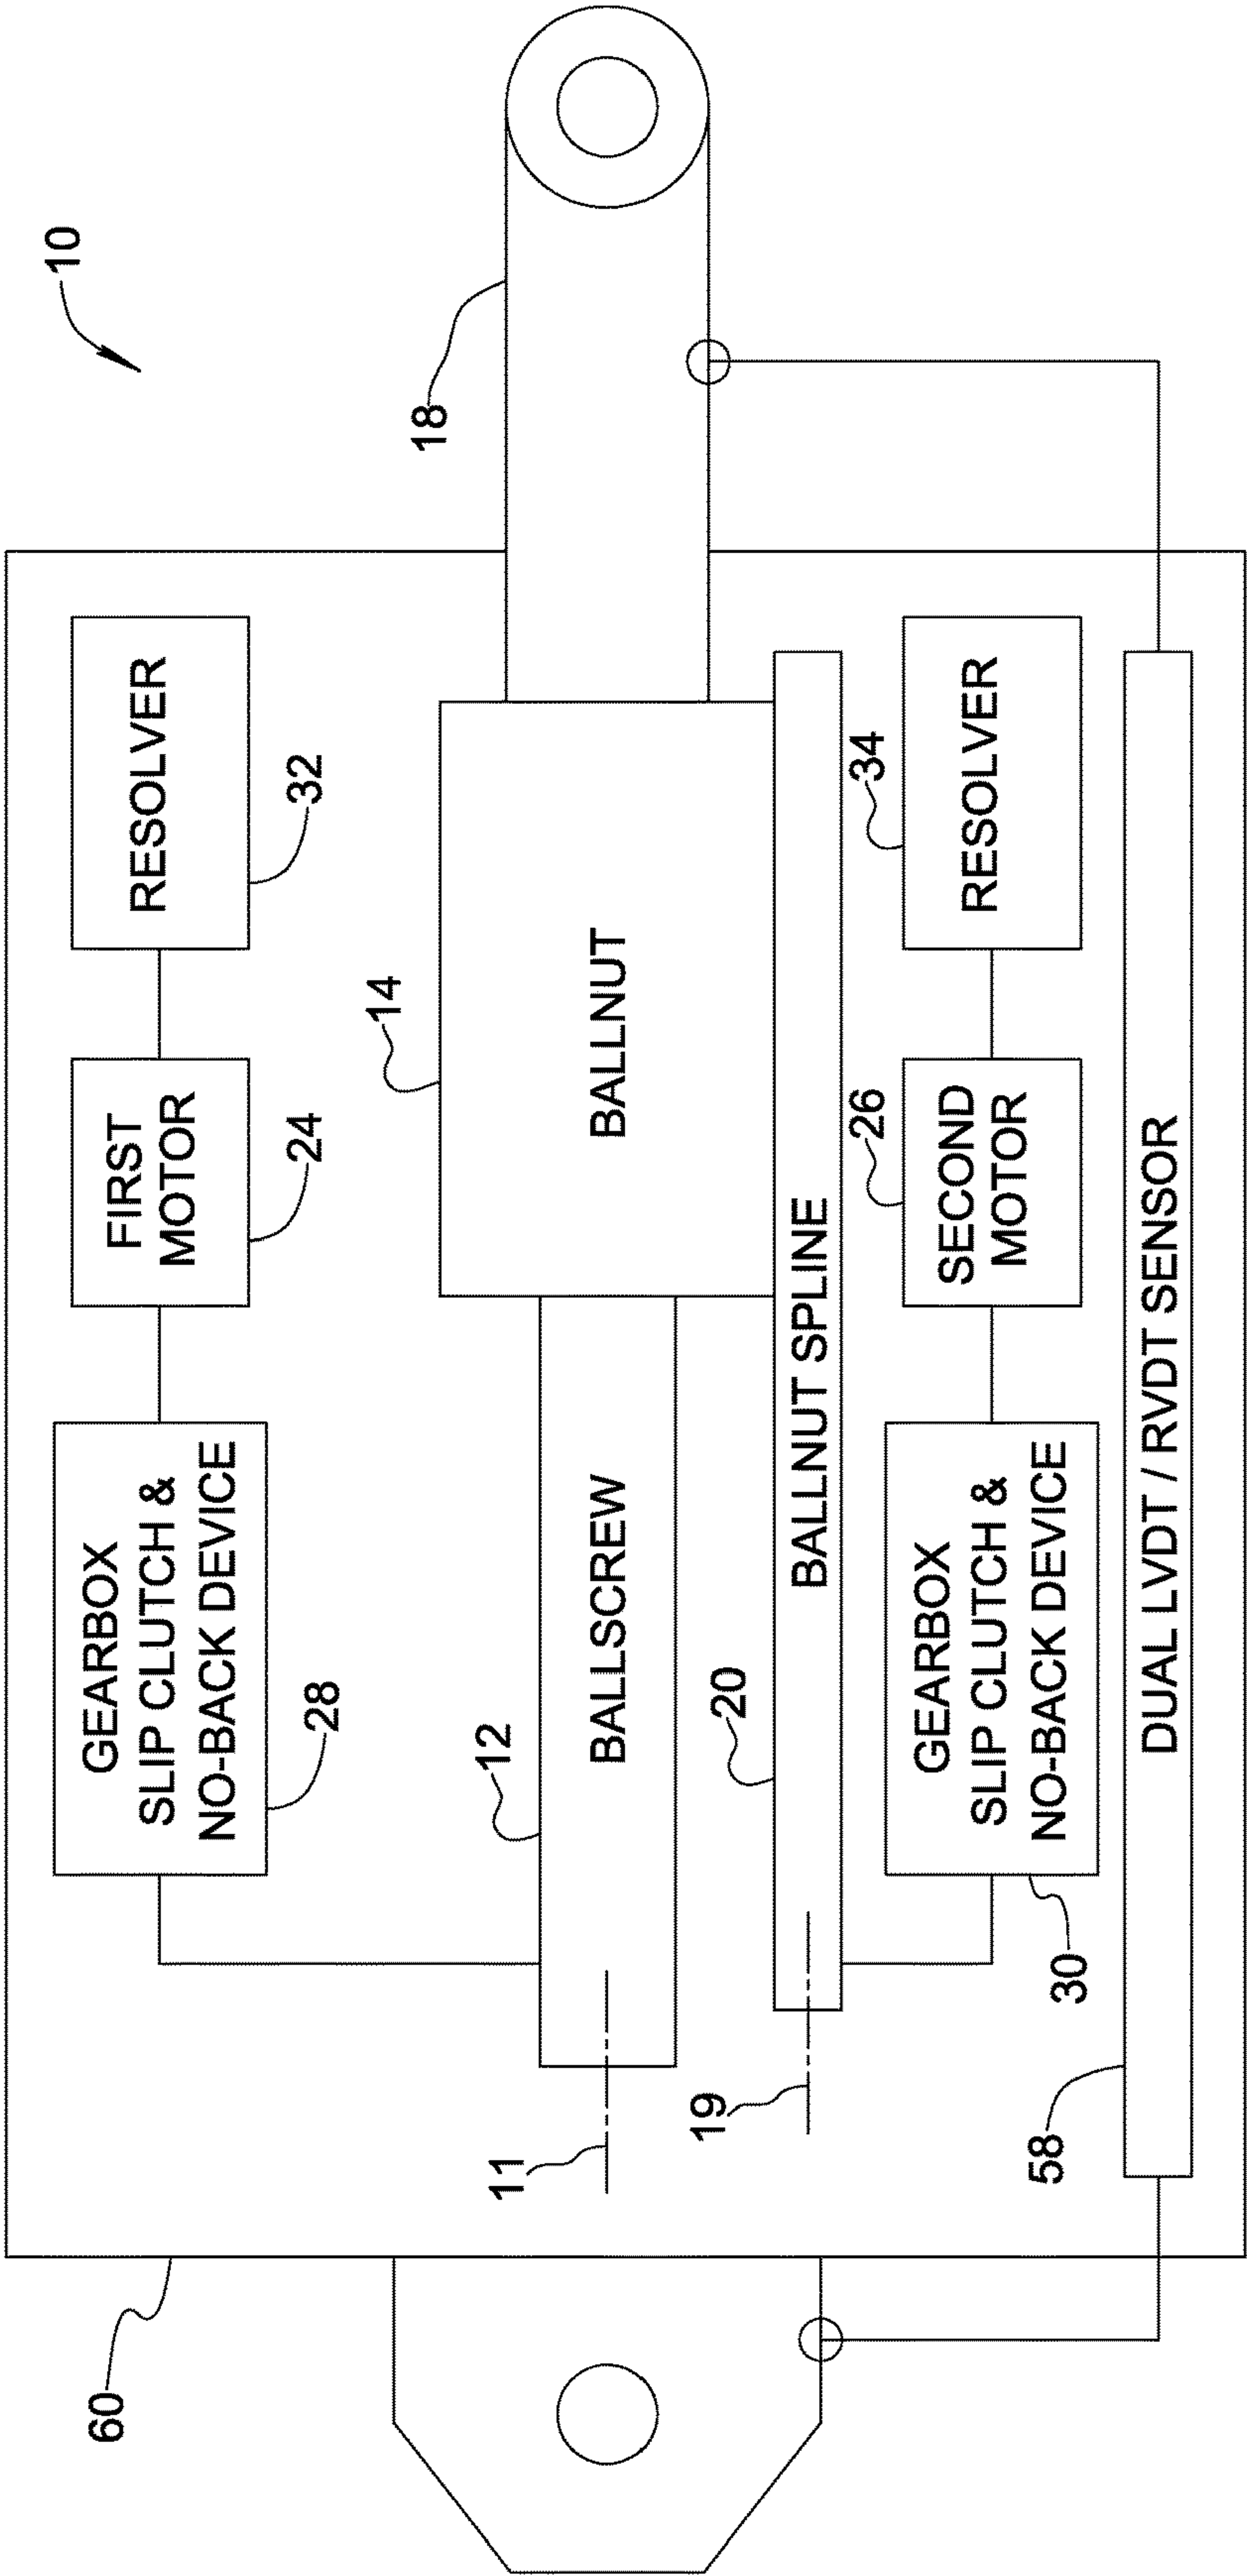 10
18
RESOLVER
32
FIRST
MOTOR
24
GEARBOX
SLIP CLUTCH &
NO-BACK DEVICE
28
14
BALLNUT
BALLSCREW
12
11
BALLNUT SPLINE
20
19
RESOLVER
34
SECOND
MOTOR
26
GEARBOX
SLIP CLUTCH &
NO-BACK DEVICE
30
DUAL LVDT / RVDT SENSOR
58
60